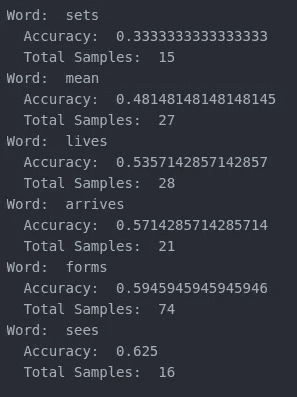 Word:  sets
  Accuracy:  0.3333333333333333
  Total Samples:  15
Word:  mean
  Accuracy:  0.48148148148148145
  Total Samples:  27
Word:  lives
  Accuracy:  0.5357142857142857
  Total Samples:  28
Word:  arrives
  Accuracy:  0.5714285714285714
  Total Samples:  21
Word:  forms
  Accuracy:  0.5945945945945946
  Total Samples:  74
Word:  sees
  Accuracy:  0.625
  Total Samples:  16